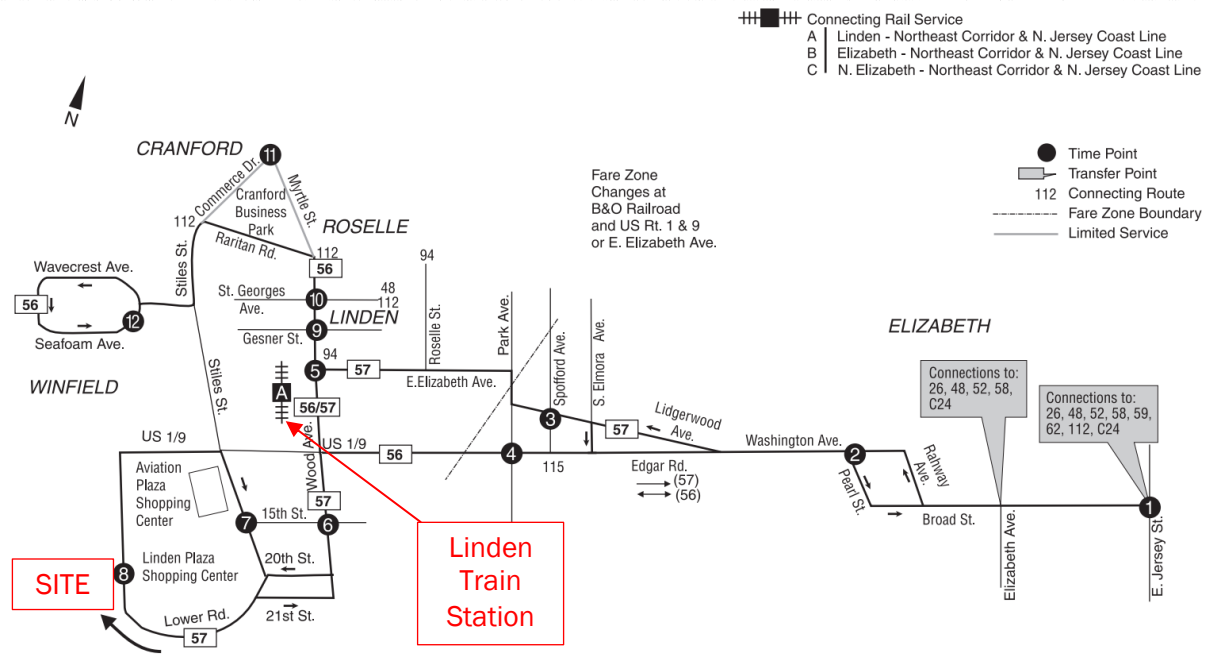 Connecting Rail Service
A Linden - Northeast Corridor & N. Jersey Coast Line
B Elizabeth - Northeast Corridor & N. Jersey Coast Line
C N. Elizabeth - Northeast Corridor & N. Jersey Coast Line
N
Time Point
Transfer Point
112 Connecting Route
Fare Zone Boundary
Limited Service
Fare Zone
Changes at
B&O Railroad
and US Rt. 1 & 9
or E. Elizabeth Ave.
CRANFORD
11
Commerce Dr.
Myrtle St.
Cranford
Business
Park
112
Raritan Rd.
ROSELLE
112
56
94
Wavecrest Ave.
Stiles St.
56
12
Seafoam Ave.
St. Georges
Ave.
10
48
112
LINDEN
9
Gesner St.
Roselle St.
Park Ave.
Spofford Ave.
S. Elmora Ave.
ELIZABETH
WINFIELD
Stiles St.
94
5
57
E.Elizabeth Ave.
A
56/57
Wood Ave.
3
57
Lidgerwood
Ave.
Connections to:
26, 48, 52, 58,
C24
Connections to:
26, 48, 52, 58, 59,
62, 112, C24
US 1/9
US 1/9
56
4
115
Edgar Rd.
(57)
(56)
Washington Ave.
2
Rahway
Ave.
Pearl St.
Broad St.
1
Elizabeth Ave.
E. Jersey St.
Aviation
Plaza
Shopping
Center
57
7
15th St.
6
8
Linden Plaza
Shopping Center
20th St.
21st St.
Lower Rd.
57
SITE
Linden
Train
Station